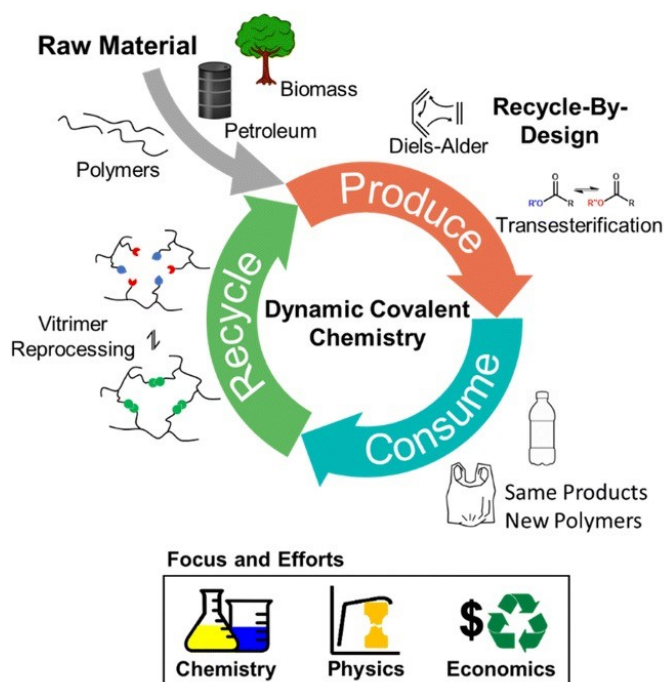 Raw Material
Biomass
Petroleum
Polymers
Diels-Alder
Recycle-By-
Design
O
O
R'O
R
R"O
R
Transesterification
Produce
Recycle
Dynamic Covalent
Chemistry
Vitrimer
Reprocessing
Consume
Same Products
New Polymers
Focus and Efforts
$
Chemistry
Physics
Economics